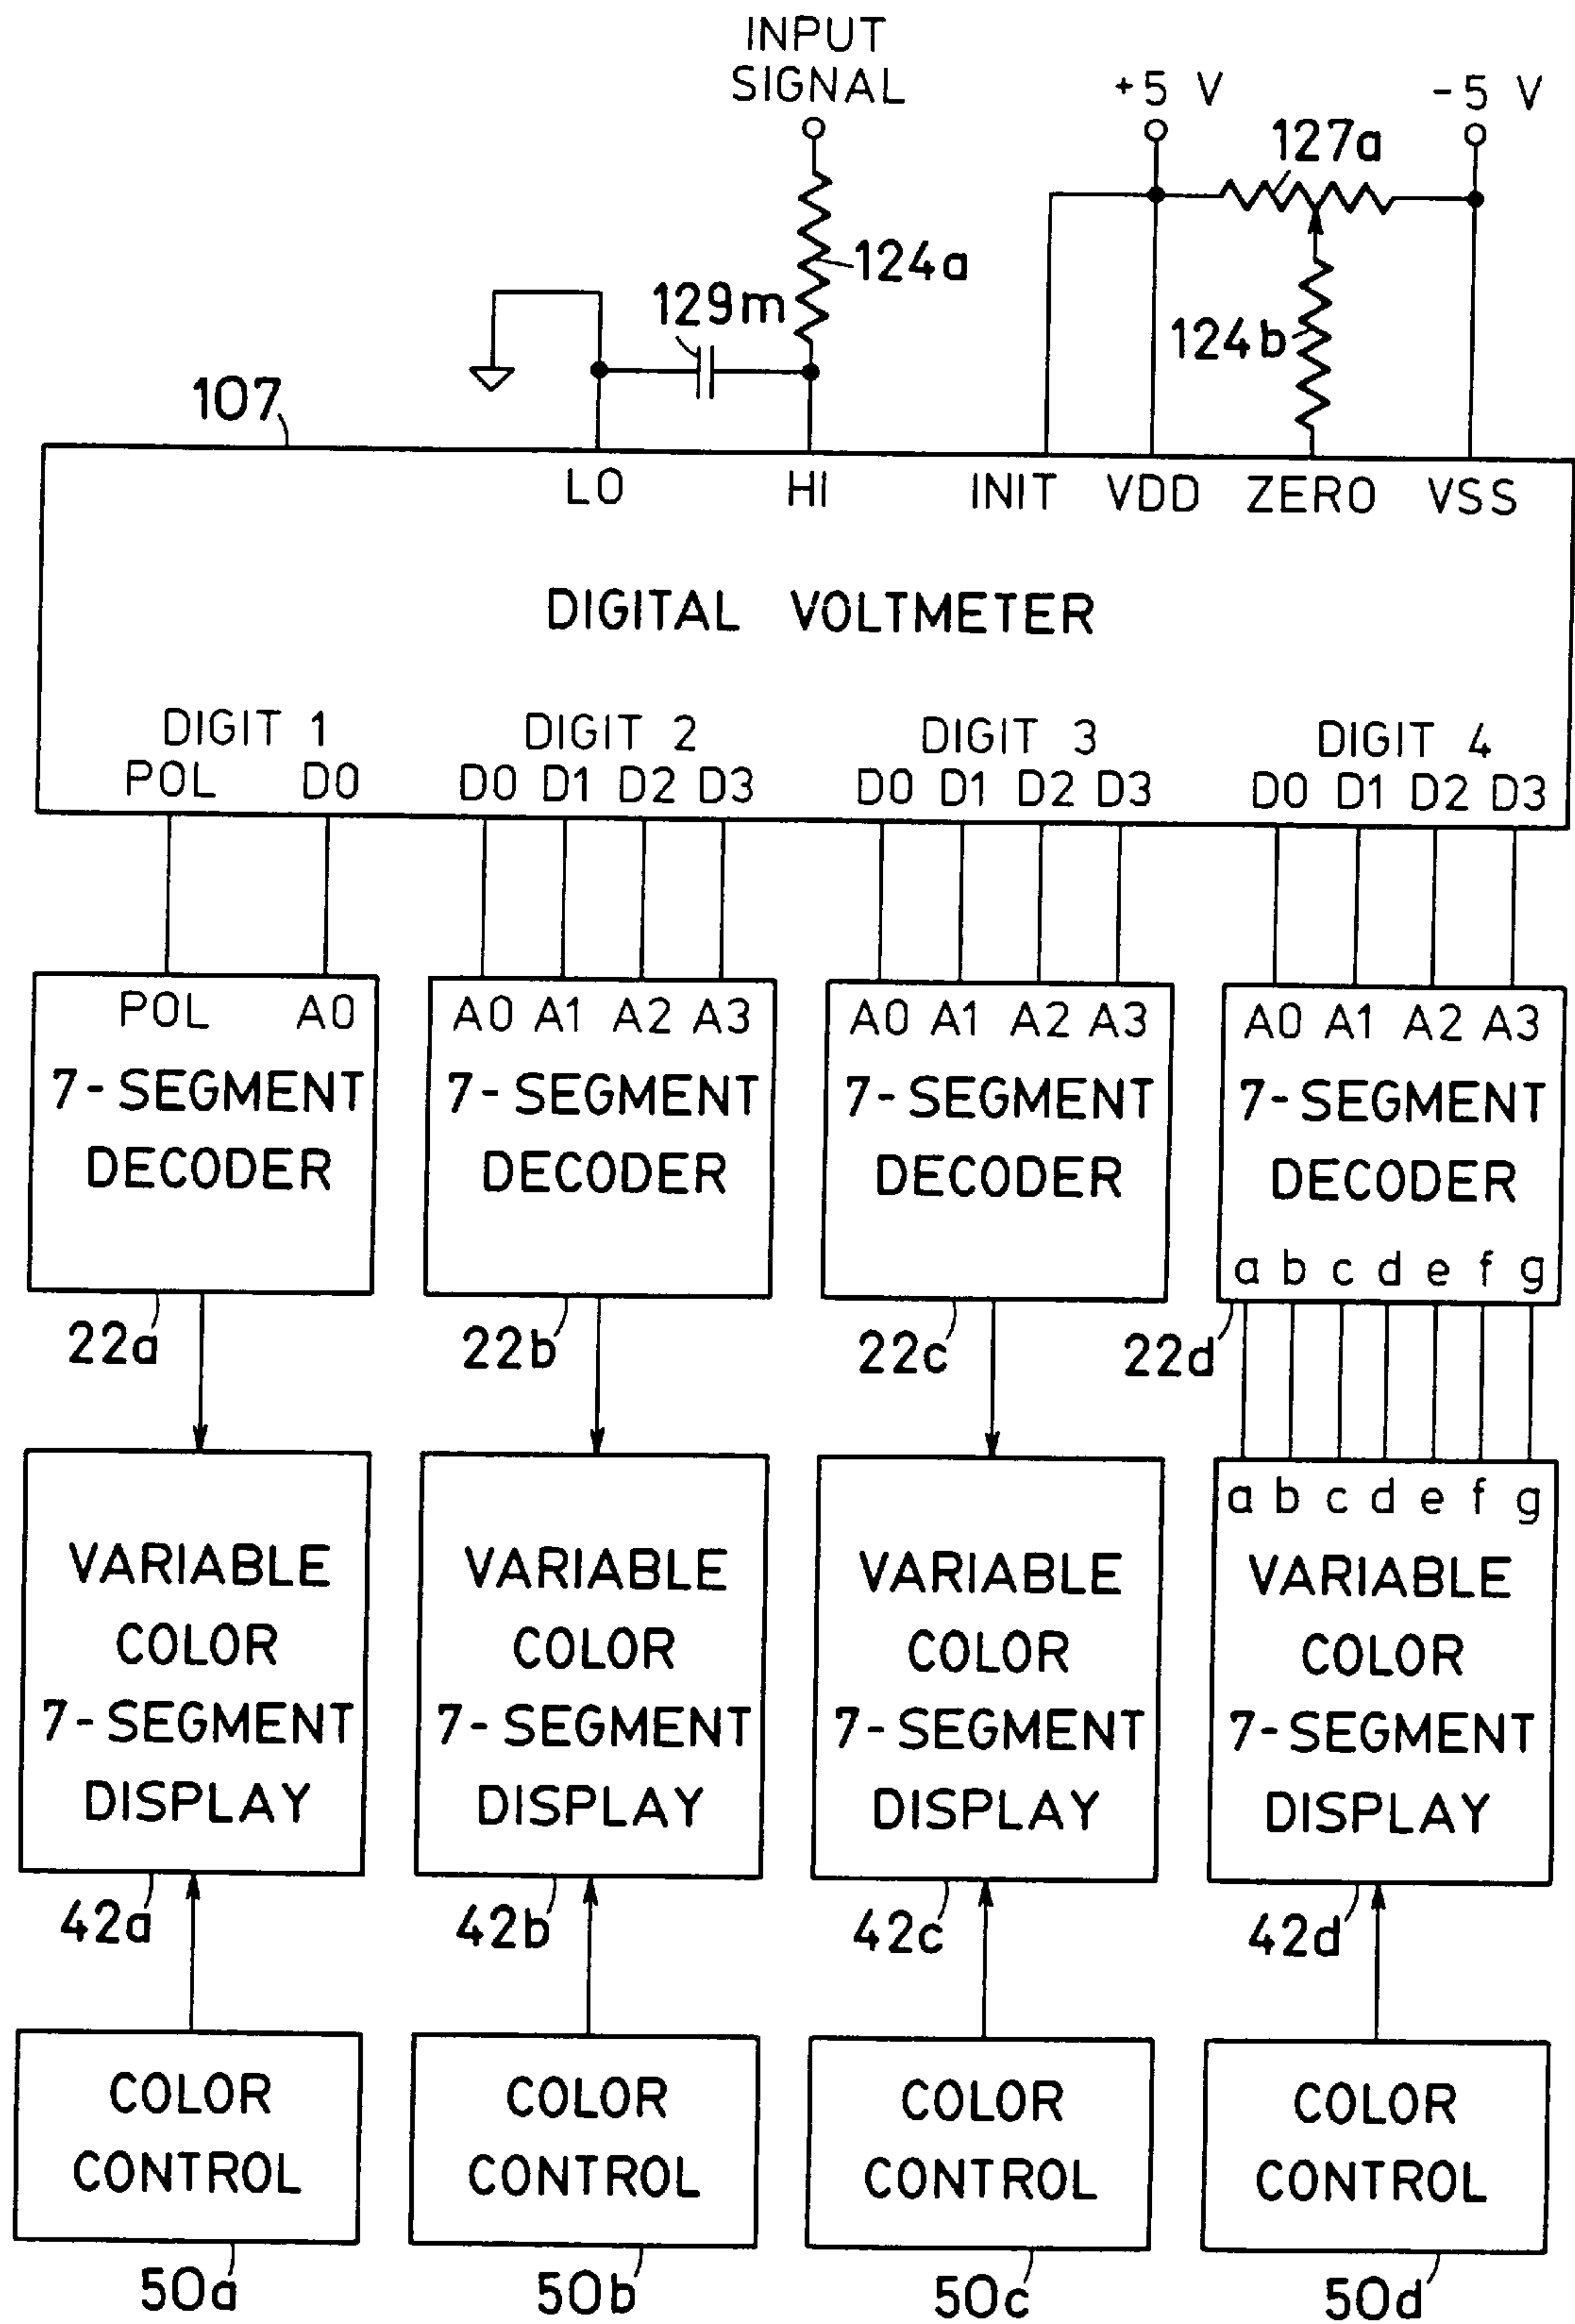 INPUT
SIGNAL
+5 V
-5 V
127a
124a
129m
124b
107
LO HI INIT VDD ZERO VSS
DIGITAL VOLTMETER
DIGIT 1 DIGIT 2 DIGIT 3 DIGIT 4
POL D0 D0 D1 D2 D3 D0 D1 D2 D3 D0 D1 D2 D3
POL A0 A0 A1 A2 A3 A0 A1 A2 A3 A0 A1 A2 A3
7-SEGMENT 7-SEGMENT 7-SEGMENT 7-SEGMENT
DECODER DECODER DECODER DECODER
a b c d e f g
22a 22b 22c 22d
a b c d e f g
VARIABLE VARIABLE VARIABLE VARIABLE
COLOR COLOR COLOR COLOR
7-SEGMENT 7-SEGMENT 7-SEGMENT 7-SEGMENT
DISPLAY DISPLAY DISPLAY DISPLAY
42a 42b 42c 42d
COLOR COLOR COLOR COLOR
CONTROL CONTROL CONTROL CONTROL
50a 50b 50c 50d